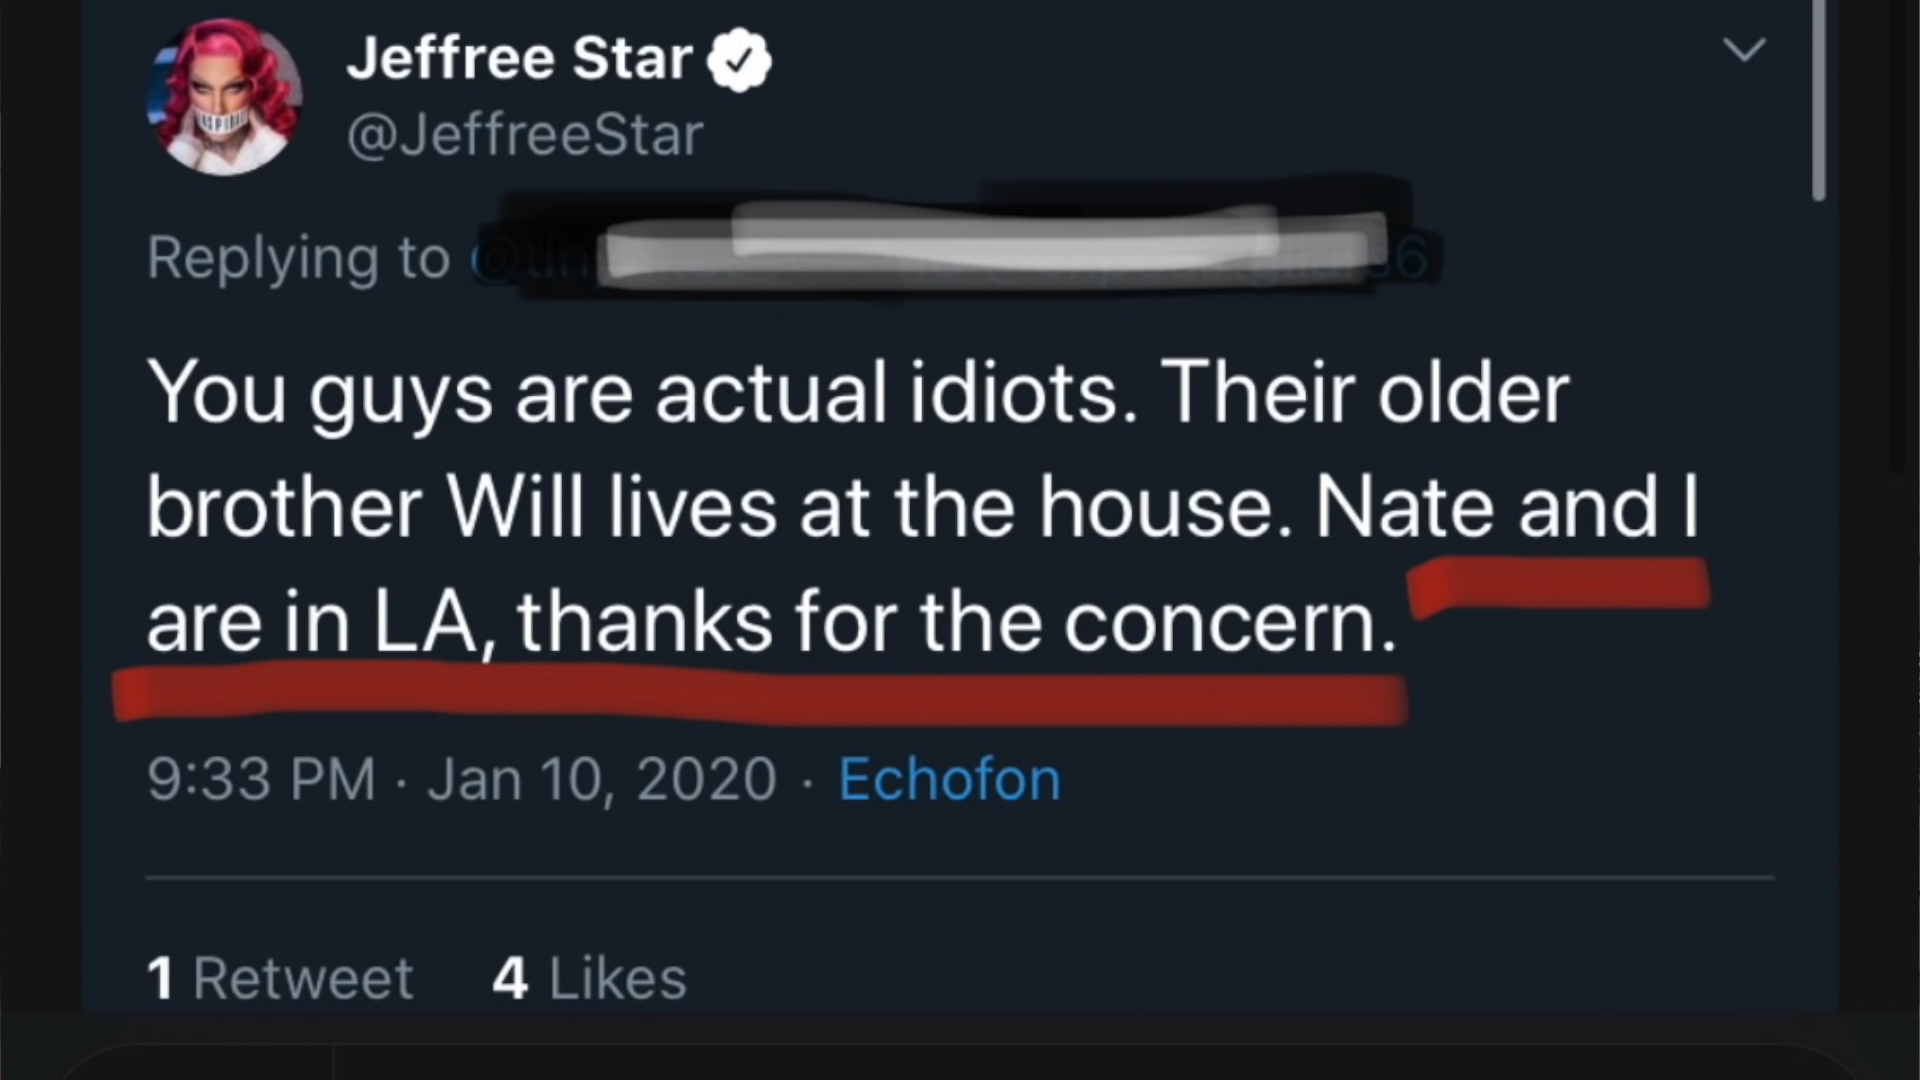 Jeffree Star
@JeffreeStar
Replying to
You guys are actual idiots. Their older
brother Will lives at the house. Nate and I
are in LA, thanks for the concern.
9:33 PM · Jan 10, 2020 · Echofon
1 Retweet 4 Likes